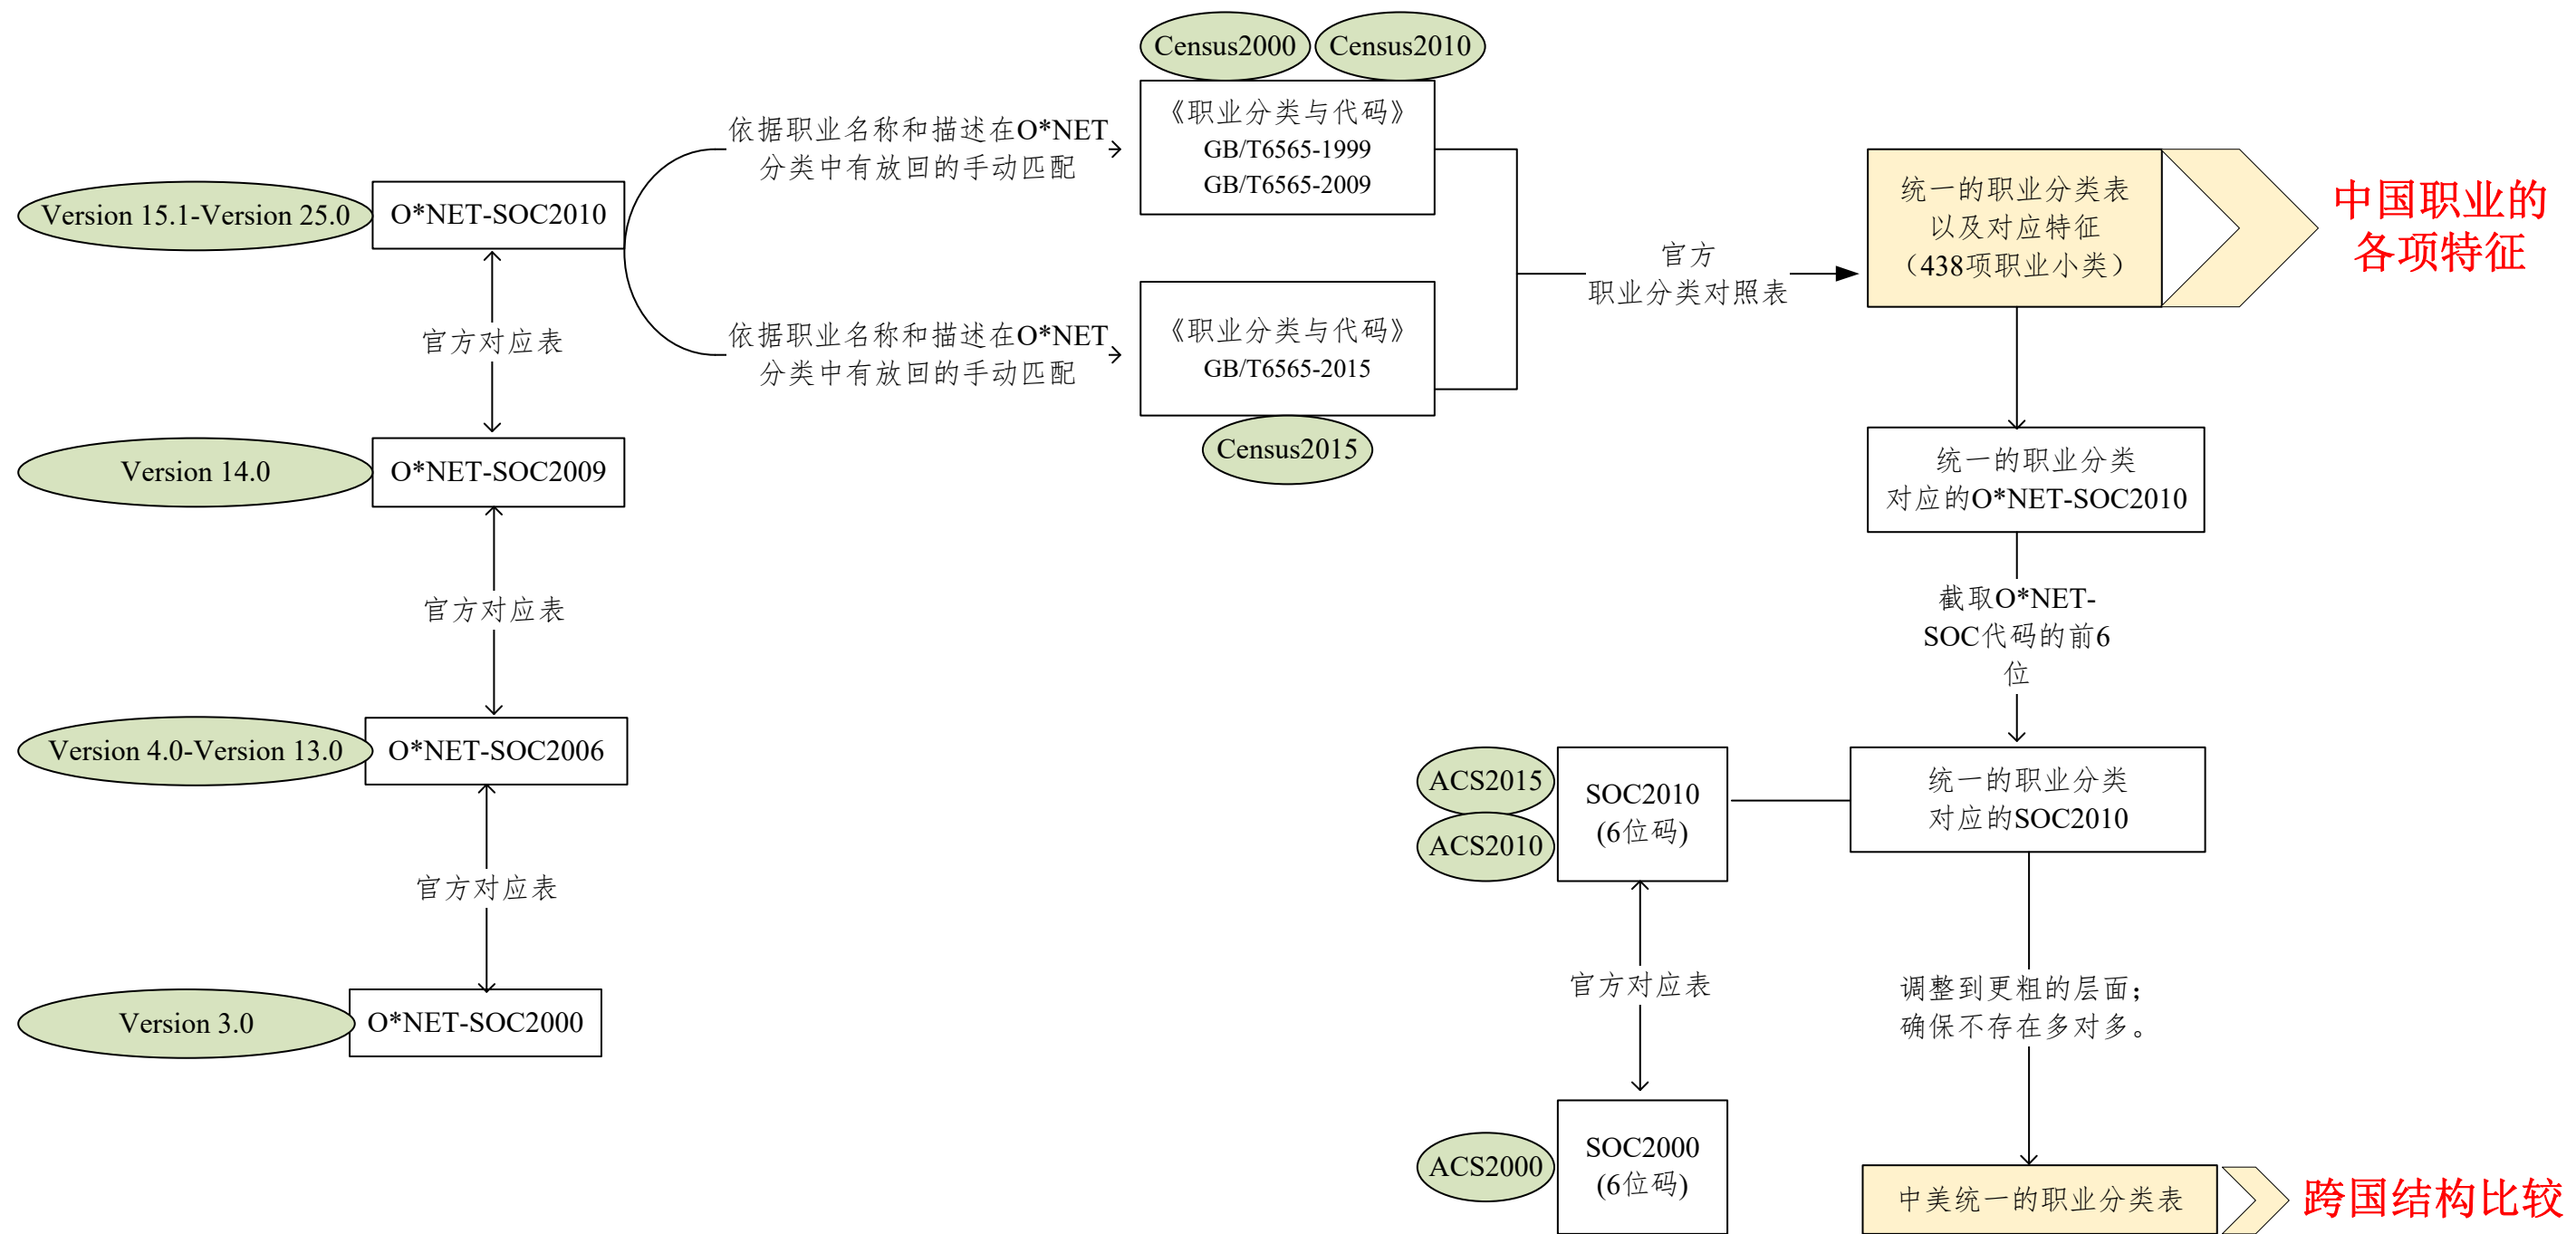 Census2000
Census2010
《职业分类与代码》
GB/T6565-1999
GB/T6565-2009
依据职业名称和描述在O*NET
分类中有放回的手动匹配
Version 15.1-Version 25.0
O*NET-SOC2010
统一的职业分类表
以及对应特征
（438项职业小类）
中国职业的
各项特征
官方
职业分类对照表
官方对应表
依据职业名称和描述在O*NET
分类中有放回的手动匹配
《职业分类与代码》
GB/T6565-2015
Census2015
Version 14.0
O*NET-SOC2009
统一的职业分类
对应的O*NET-SOC2010
官方对应表
截取O*NET-
SOC代码的前6
位
Version 4.0-Version 13.0
O*NET-SOC2006
ACS2015
ACS2010
SOC2010
(6位码)
统一的职业分类
对应的SOC2010
官方对应表
官方对应表
调整到更粗的层面；
确保不存在多对多。
Version 3.0
O*NET-SOC2000
ACS2000
SOC2000
(6位码)
中美统一的职业分类表
跨国结构比较